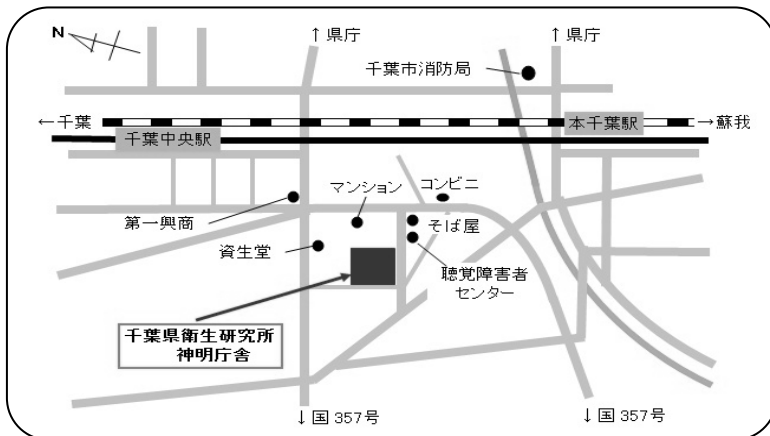 N
↑県庁
↑県庁
千葉市消防局
←千葉
本千葉駅
→蘇我
千葉中央駅
マンション
コンビニ
第一興商
そば屋
資生堂
聴覚障害者
センター
千葉県衛生研究所
神明庁舎
↓国357号
↓国357号